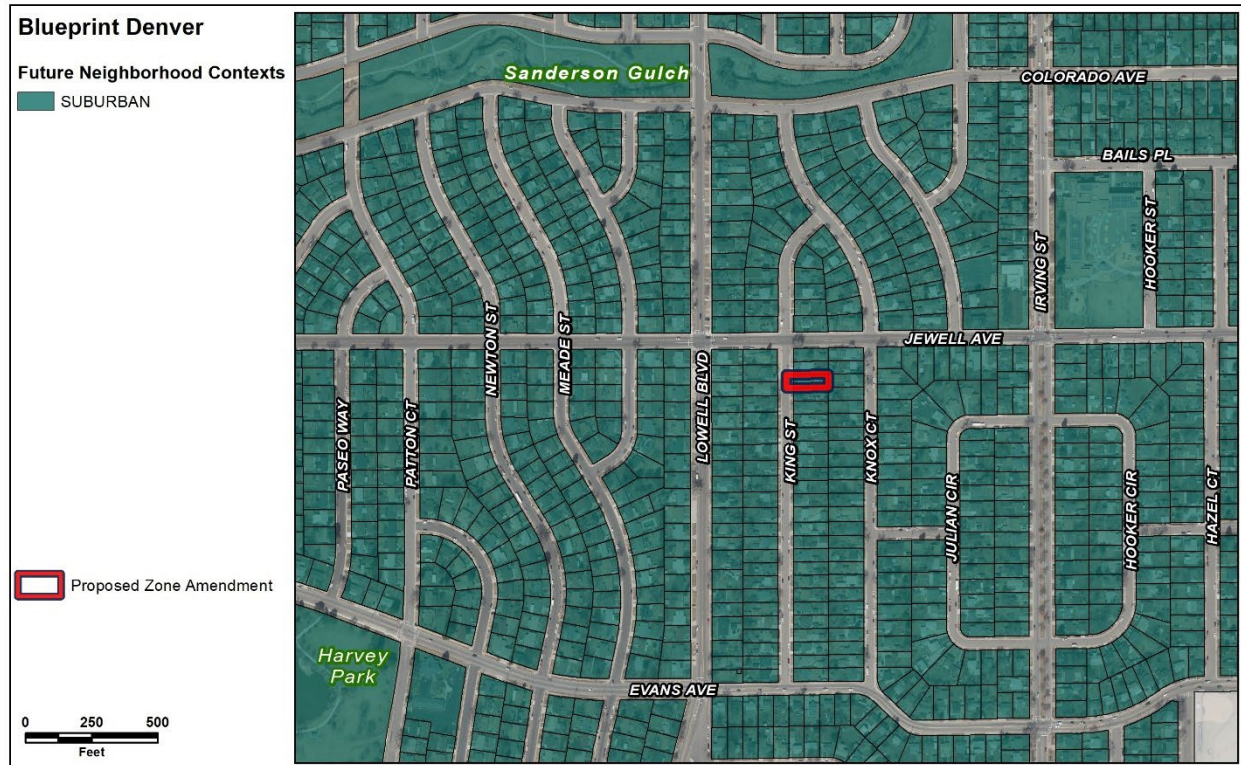 Blueprint Denver
Future Neighborhood Contexts
SUBURBAN
Proposed Zone Amendment
0 250 500
Feet
Sanderson Gulch
COLORADO AVE
BAILS PL
HOOKER ST
IRVING ST
NEWTON ST
MEADE ST
JEWELL AVE
LOWELL BLVD
PASEO WAY
PATTON CT
KING ST
KNOX CT
JULIAN CIR
HOOKER CIR
HAZEL CT
Harvey
Park
EVANS AVE